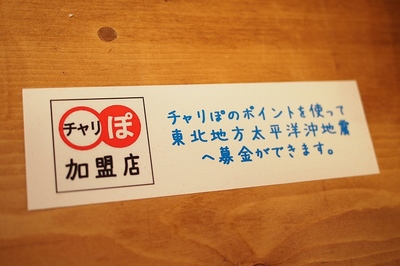 チャリぽ
加盟店
チャリぽのポイントを使って
東北地方太平洋沖地震
へ募金ができます。